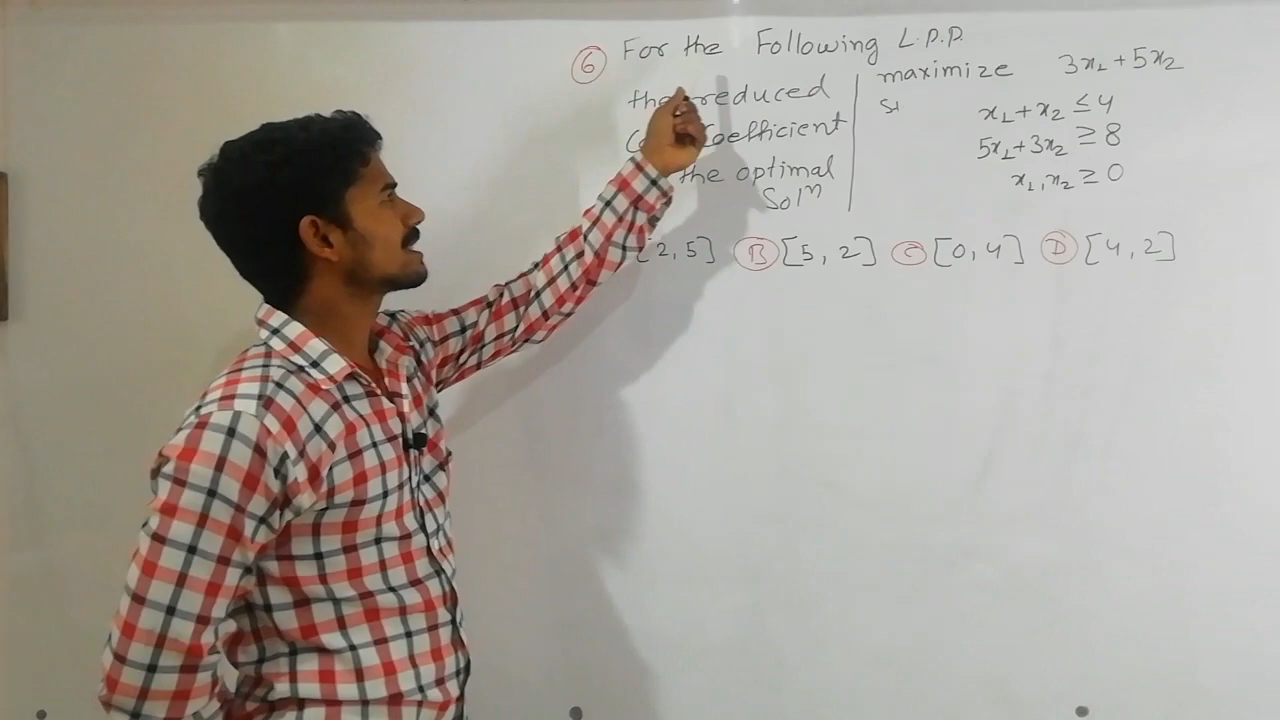 ⑥ For the Following L.P.P.
the reduced
coefficient
the optimal
Solⁿ
maximize 3x₁ + 5x₂
st x₁ + x₂ ≤ 4
5x₁ + 3x₂ ≥ 8
x₁, x₂ ≥ 0
[2, 5] Ⓑ [5, 2] Ⓒ [0, 4] Ⓓ [4, 2]